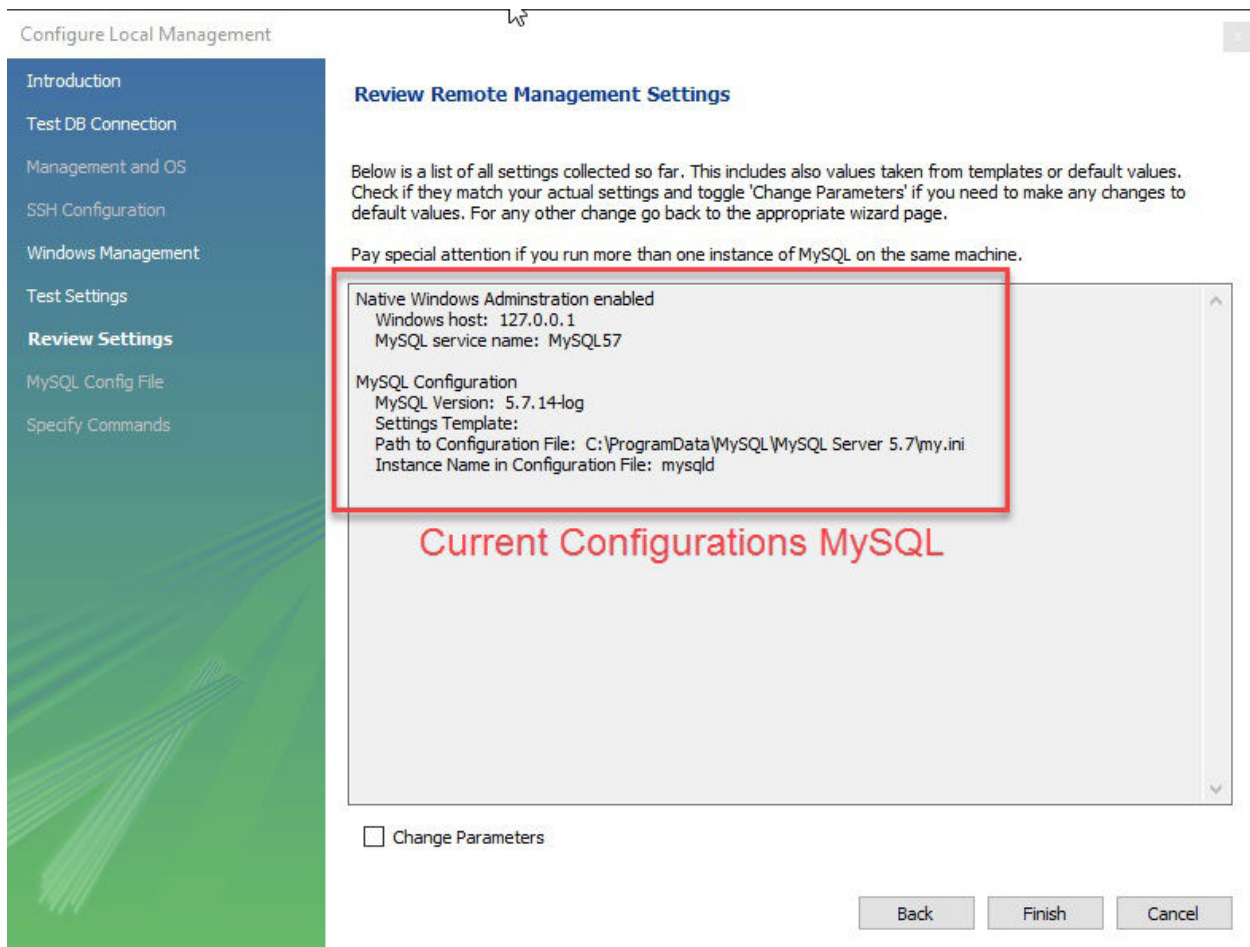 Configure Local Management
Introduction
Test DB Connection
Management and OS
SSH Configuration
Windows Management
Test Settings
Review Settings
MySQL Config File
Specify Commands
Review Remote Management Settings
Below is a list of all settings collected so far. This includes also values taken from templates or default values.
Check if they match your actual settings and toggle 'Change Parameters' if you need to make any changes to
default values. For any other change go back to the appropriate wizard page.
Pay special attention if you run more than one instance of MySQL on the same machine.
Native Windows Adminstration enabled
Windows host: 127.0.0.1
MySQL service name: MySQL57
MySQL Configuration
MySQL Version: 5.7.14-log
Settings Template:
Path to Configuration File: C:\ProgramData\MySQL\MySQL Server 5.7\my.ini
Instance Name in Configuration File: mysqld
Current Configurations MySQL
Change Parameters
Back
Finish
Cancel